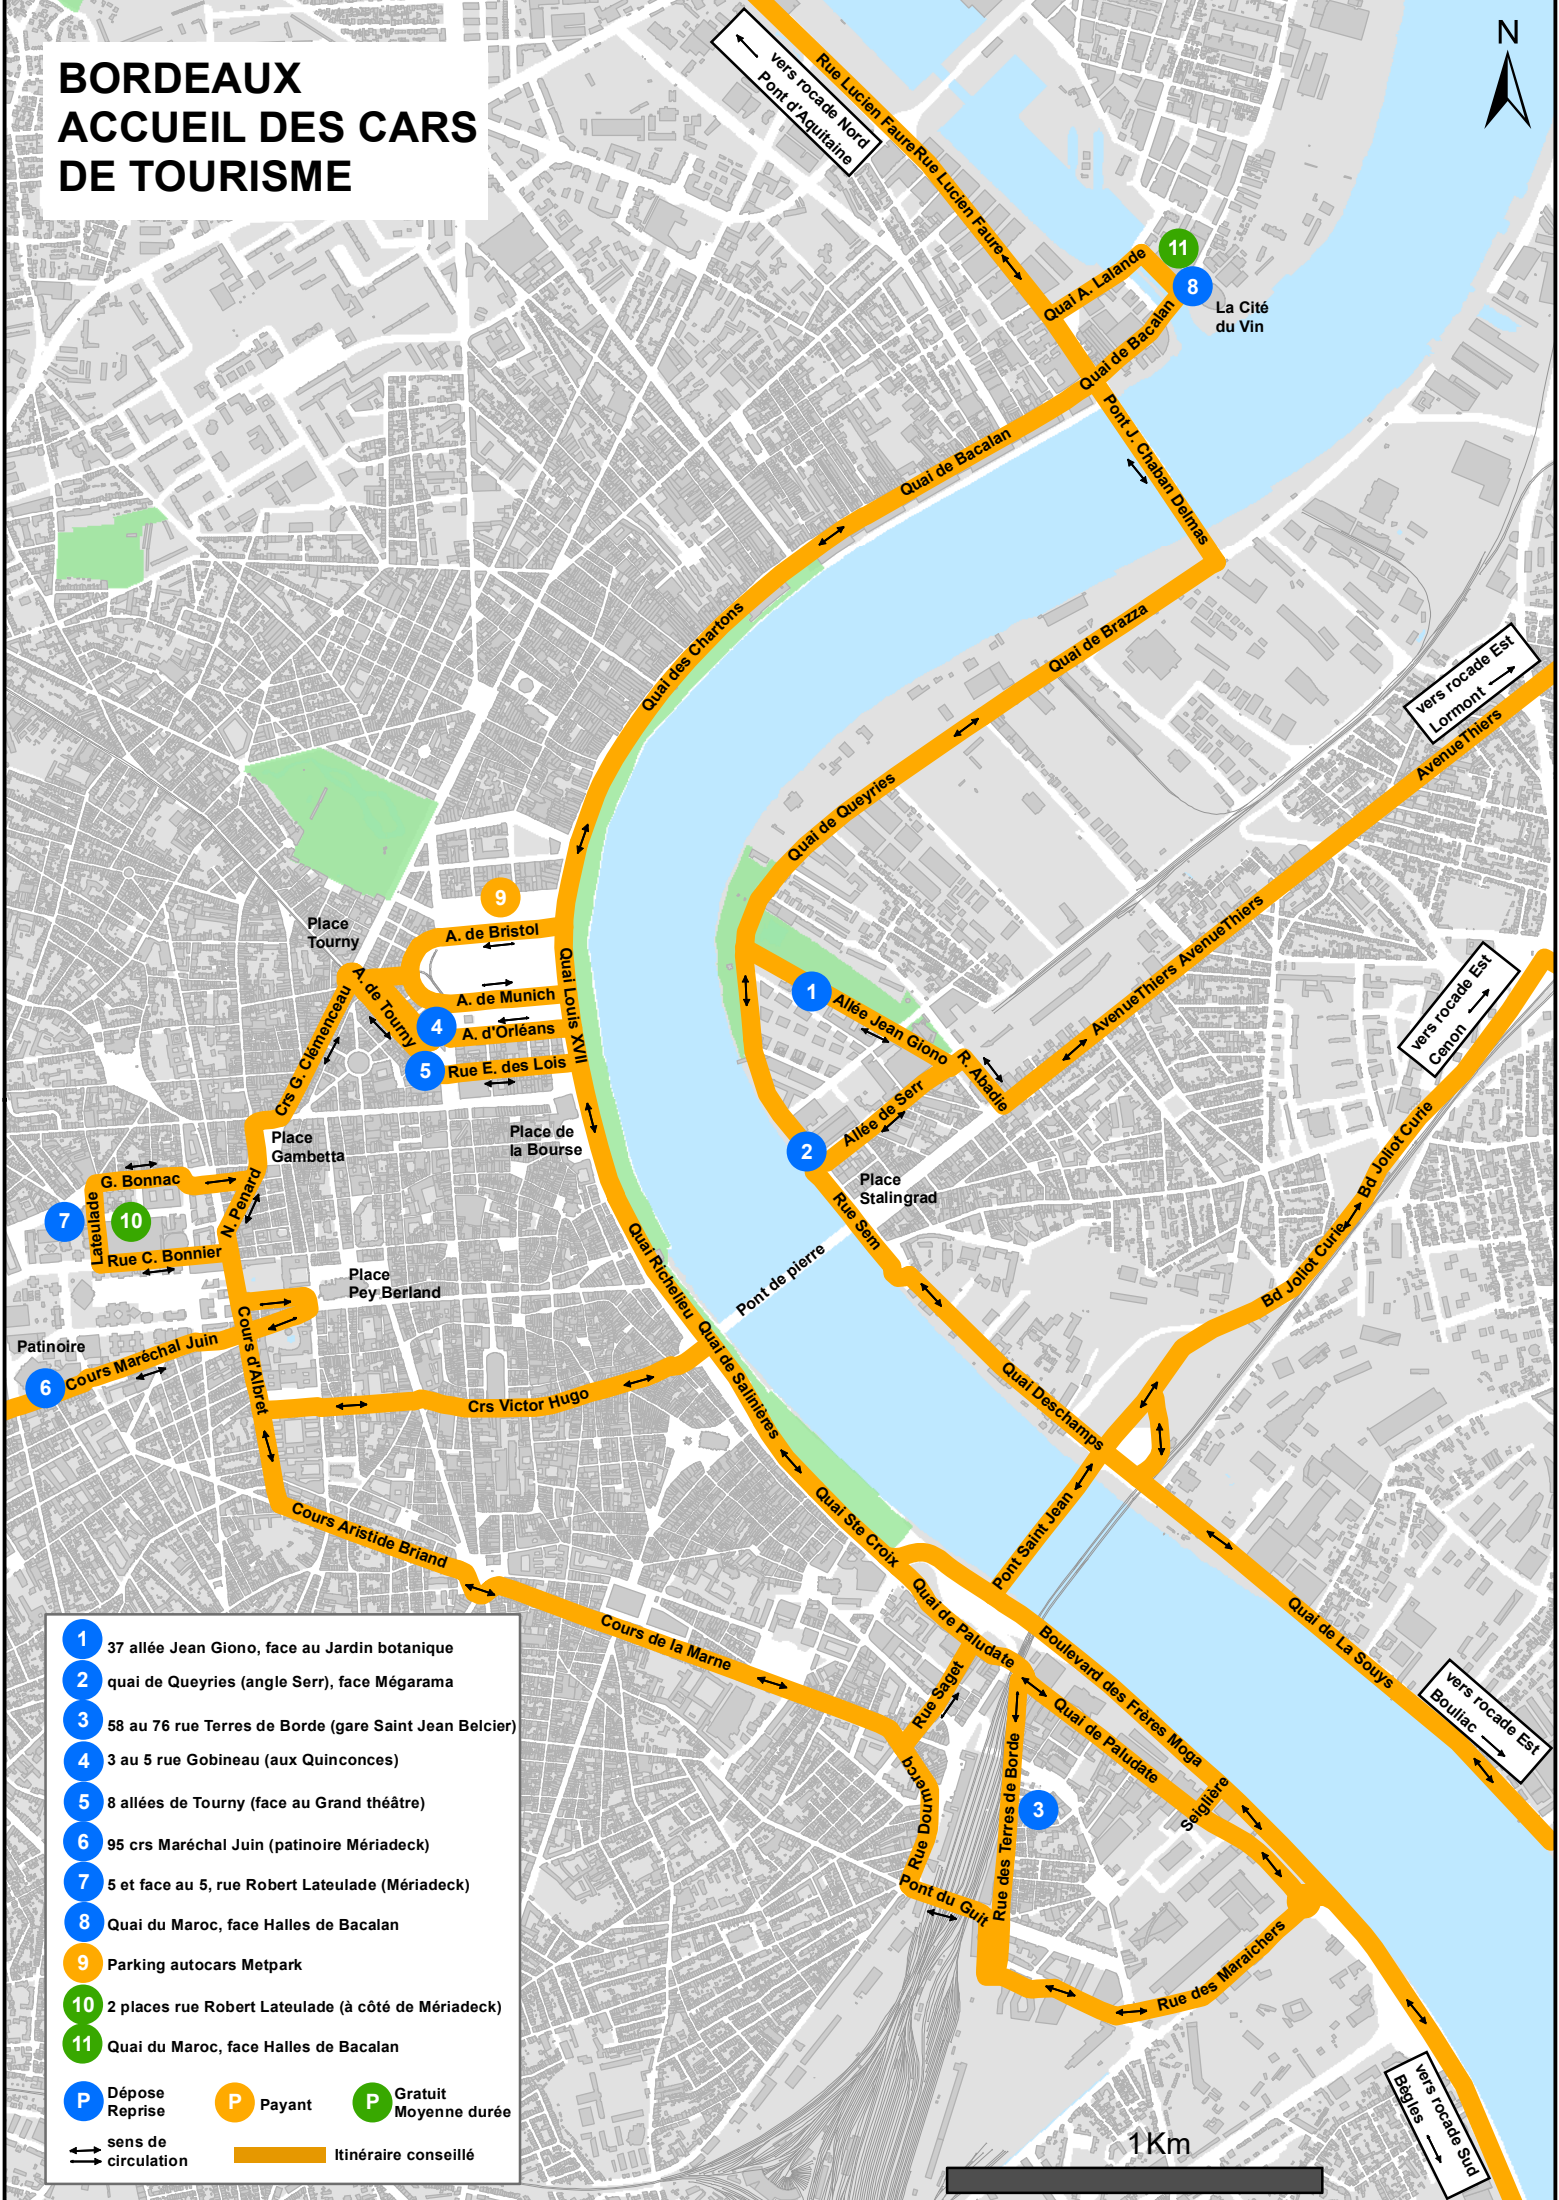 BORDEAUX
ACCUEIL DES CARS
DE TOURISME
N
vers rocade Nord
Pont d'Aquitaine
Rue Lucien Faure
Rue Lucien Faure
Quai A. Lalande
11
8
La Cité
du Vin
Quai de Bacalan
Quai de Bacalan
Pont J. Chaban Delmas
Quai des Chartons
Quai de Brazza
vers rocade Est
Lormont
Avenue Thiers
Quai de Queyries
9
Place
Tourny
A. de Bristol
A. de Munich
A. d'Orléans
A. de Tourny
4
5
Rue E. des Lois
Quai Louis XVIII
Crs G. Clémenceau
1
Allée Jean Giono
R. Abadie
Avenue Thiers
Avenue Thiers
vers rocade Est
Cenon
Allée de Serr
2
Place
Stalingrad
Rue Sem
Place
Gambetta
Place de
la Bourse
G. Bonnac
N. Penard
7
10
Lateulade
Rue C. Bonnier
Place
Pey Berland
Quai Richelieu
Pont de pierre
Bd Joliot Curie
Bd Joliot Curie
Patinoire
6
Cours Maréchal Juin
Cours d'Albret
Crs Victor Hugo
Quai de Salinières
Quai Deschamps
Cours Aristide Briand
Quai Ste Croix
Pont Saint Jean
Cours de la Marne
Quai de Paludate
Rue Saget
Boulevard des Frères Moga
Quai de La Souys
vers rocade Est
Bouliac
Quai de Paludate
Seiglière
Rue Doumercq
Rue des Terres de Borde
3
Pont du Guit
Rue des Maraichers
vers rocade Sud
Bègles
1 37 allée Jean Giono, face au Jardin botanique
2 quai de Queyries (angle Serr), face Mégarama
3 58 au 76 rue Terres de Borde (gare Saint Jean Belcier)
4 3 au 5 rue Gobineau (aux Quinconces)
5 8 allées de Tourny (face au Grand théâtre)
6 95 crs Maréchal Juin (patinoire Mériadeck)
7 5 et face au 5, rue Robert Lateulade (Mériadeck)
8 Quai du Maroc, face Halles de Bacalan
9 Parking autocars Metpark
10 2 places rue Robert Lateulade (à côté de Mériadeck)
11 Quai du Maroc, face Halles de Bacalan
P Dépose
Reprise
P Payant
P Gratuit
Moyenne durée
sens de
circulation
Itinéraire conseillé
1Km